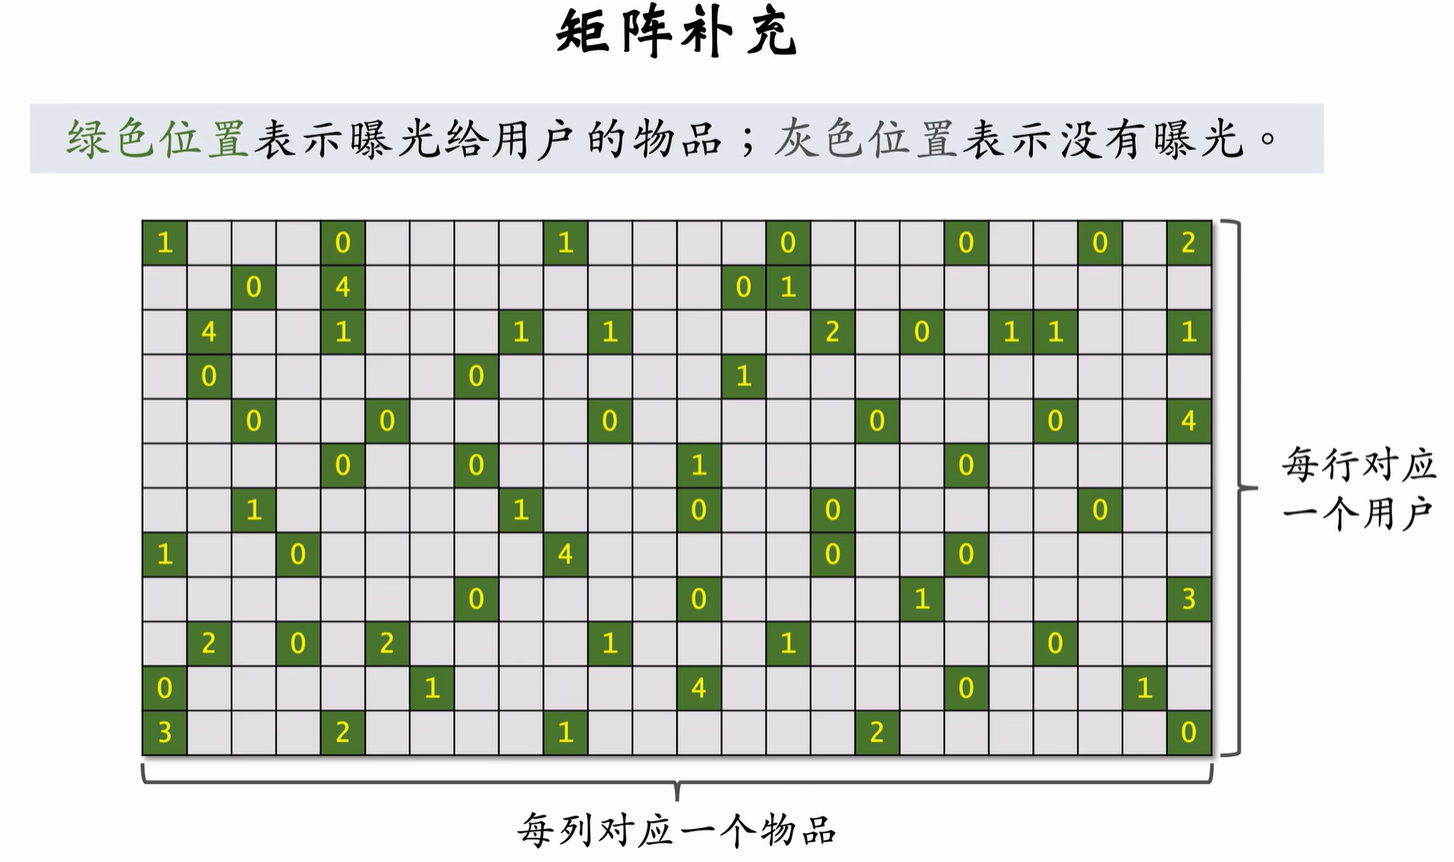 矩阵补充
绿色位置表示曝光给用户的物品；灰色位置表示没有曝光。
1 0 1 0 0 0 2
0 4 0 1
4 1 1 1 2 0 1 1 1
0 0 1
0 0 0 0 0 4
0 0 1 0
1 1 0 0 0
1 0 4 0 0
0 0 1 3
2 0 2 1 1 0
0 1 4 0 1
3 2 1 2 0
每行对应
一个用户
每列对应一个物品